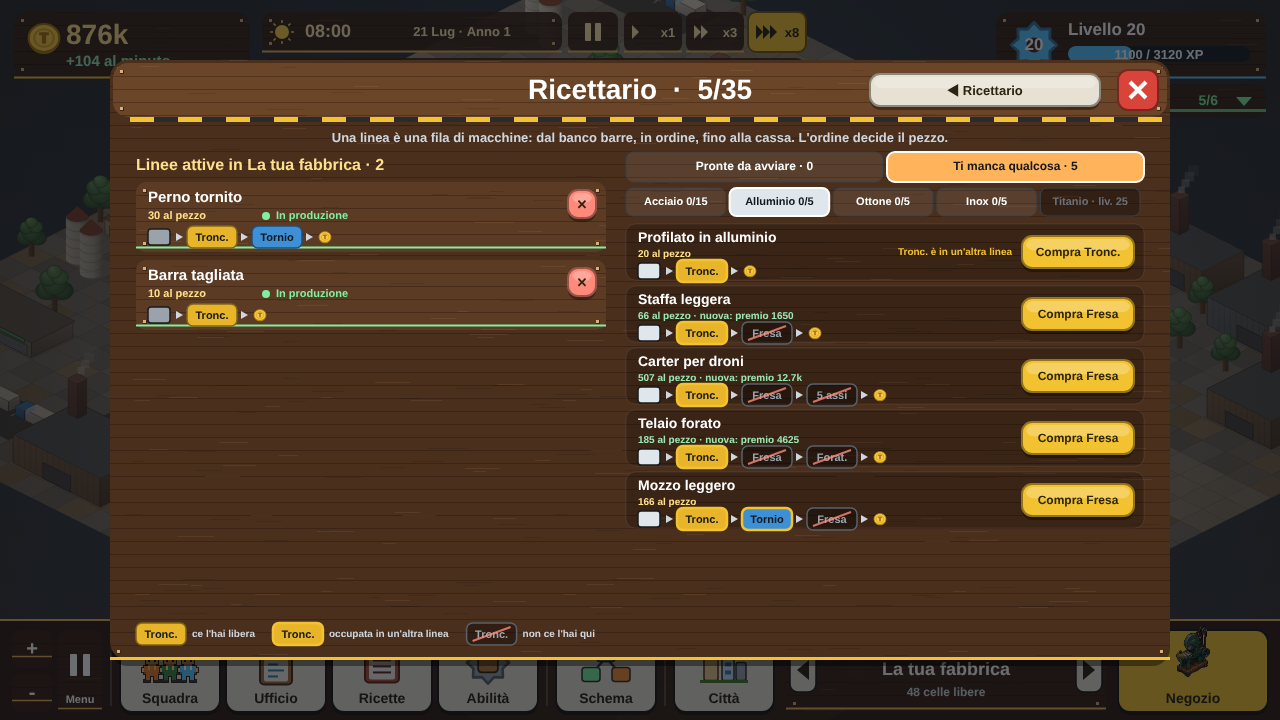 876k
+104 al minuto
08:00
21 Lug · Anno 1
x1
x3
x8
20
Livello 20
1100 / 3120 XP
5/6
Ricettario · 5/35
Ricettario
Una linea è una fila di macchine: dal banco barre, in ordine, fino alla cassa. L'ordine decide il pezzo.
Linee attive in La tua fabbrica · 2
Perno tornito
30 al pezzo
In produzione
Tronc.
Tornio
Barra tagliata
10 al pezzo
In produzione
Tronc.
Pronte da avviare · 0
Ti manca qualcosa · 5
Acciaio 0/15
Alluminio 0/5
Ottone 0/5
Inox 0/5
Titanio · liv. 25
Profilato in alluminio
20 al pezzo
Tronc. è in un'altra linea
Compra Tronc.
Tronc.
Staffa leggera
66 al pezzo · nuova: premio 1650
Compra Fresa
Tronc.
Fresa
Carter per droni
507 al pezzo · nuova: premio 12.7k
Compra Fresa
Tronc.
Fresa
5 assi
Telaio forato
185 al pezzo · nuova: premio 4625
Compra Fresa
Tronc.
Fresa
Forat.
Mozzo leggero
166 al pezzo
Compra Fresa
Tronc.
Tornio
Fresa
Tronc.
ce l'hai libera
Tronc.
occupata in un'altra linea
Tronc.
non ce l'hai qui
+
-
Menu
Squadra
Ufficio
Ricette
Abilità
Schema
Città
La tua fabbrica
48 celle libere
Negozio